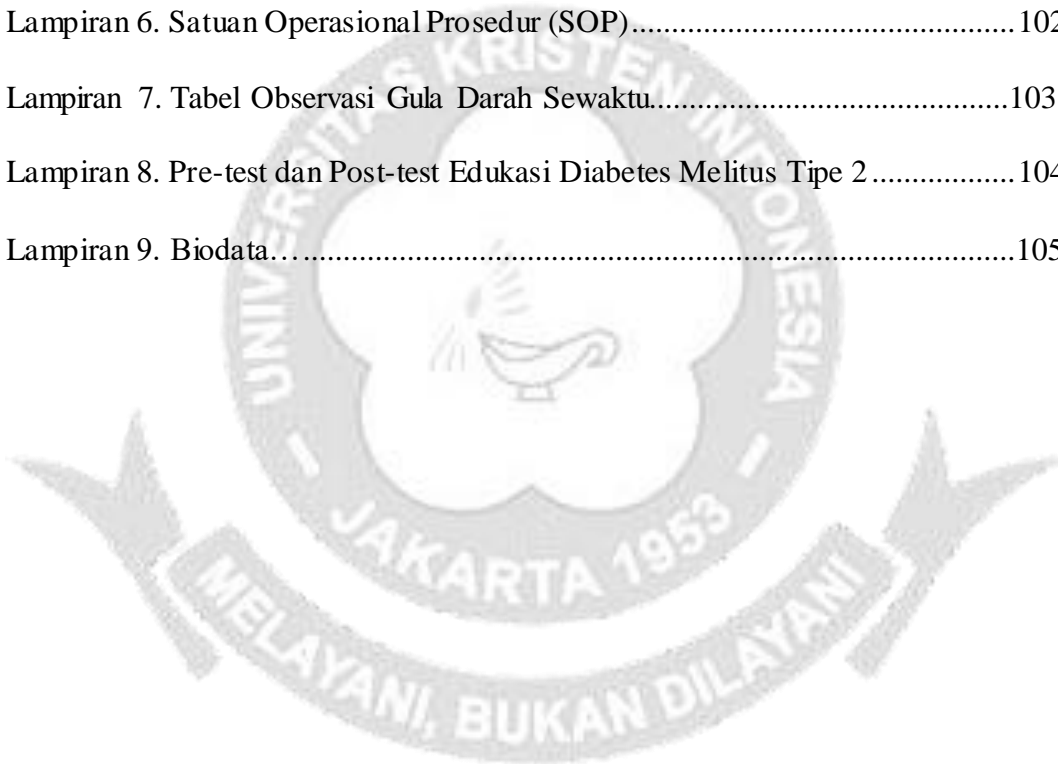 Lampiran 6. Satuan Operasional Prosedur (SOP)........................................102
Lampiran 7. Tabel Observasi Gula Darah Sewaktu......................................103
Lampiran 8. Pre-test dan Post-test Edukasi Diabetes Melitus Tipe 2.................104
Lampiran 9. Biodata….............................................................................105
UNIVERSITAS KRISTEN INDONESIA
- JAKARTA 1953 -
MELAYANI, BUKAN DILAYANI